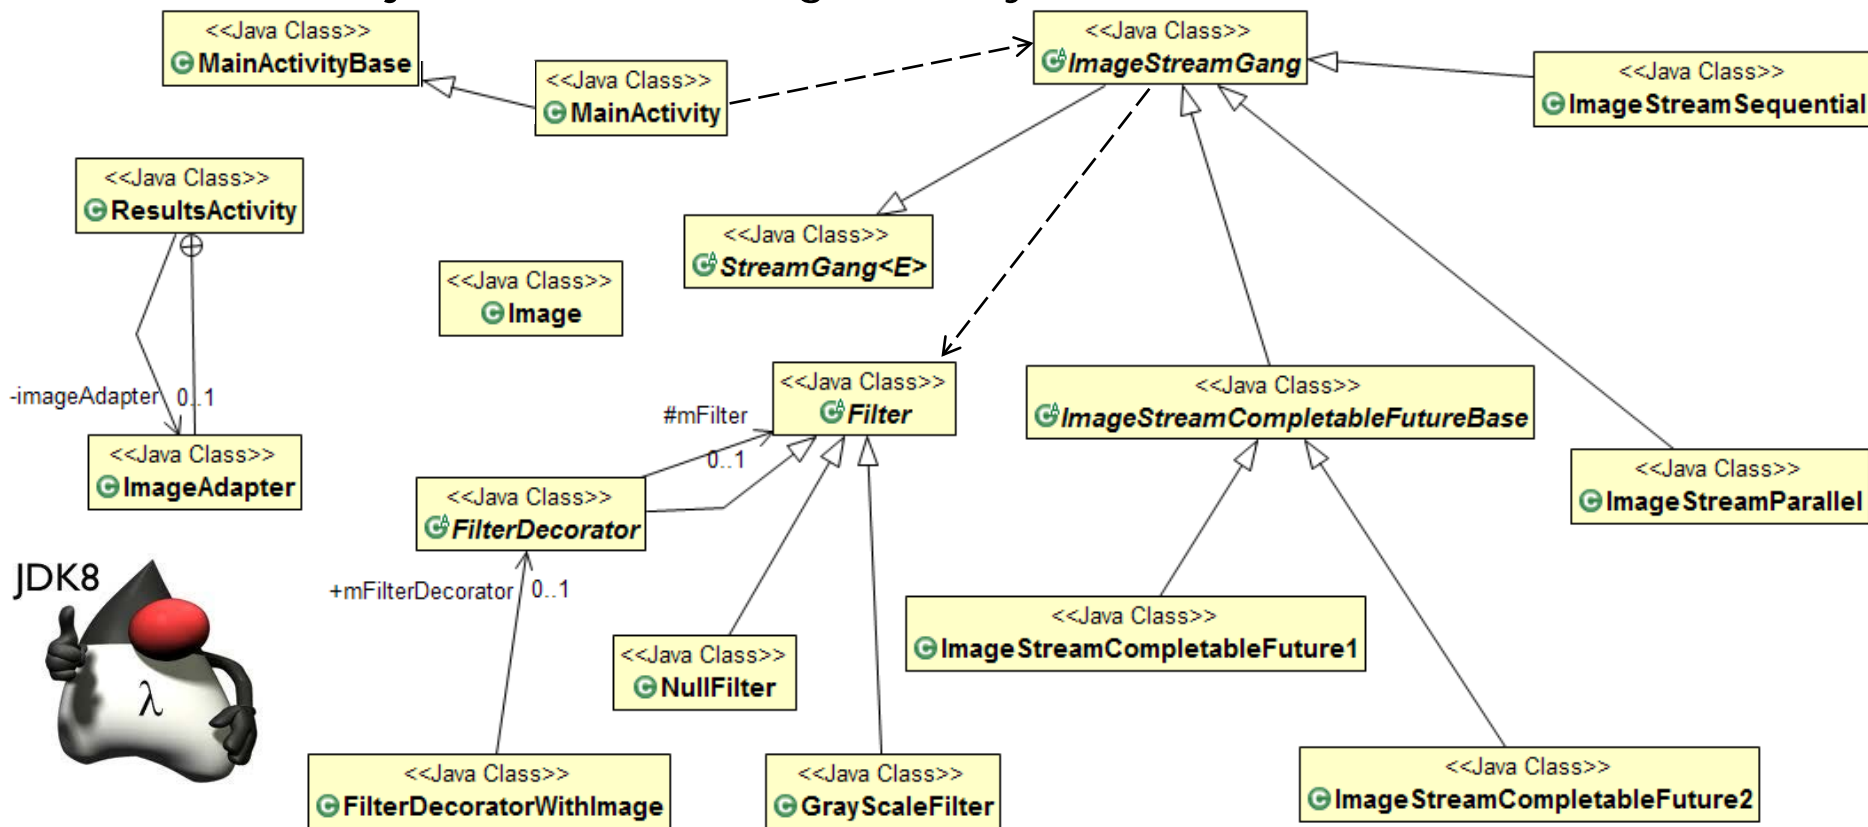 <<Java Class>>
MainActivityBase
<<Java Class>>
MainActivity
<<Java Class>>
ImageStreamGang
<<Java Class>>
ImageStreamSequential
<<Java Class>>
ResultsActivity
<<Java Class>>
StreamGang<E>
<<Java Class>>
Image
-imageAdapter 0..1
<<Java Class>>
ImageAdapter
<<Java Class>>
Filter
#mFilter
0..1
<<Java Class>>
ImageStreamCompletableFutureBase
<<Java Class>>
ImageStreamParallel
<<Java Class>>
FilterDecorator
+mFilterDecorator 0..1
JDK8
λ
<<Java Class>>
NullFilter
<<Java Class>>
ImageStreamCompletableFuture1
<<Java Class>>
FilterDecoratorWithImage
<<Java Class>>
GrayScaleFilter
<<Java Class>>
ImageStreamCompletableFuture2